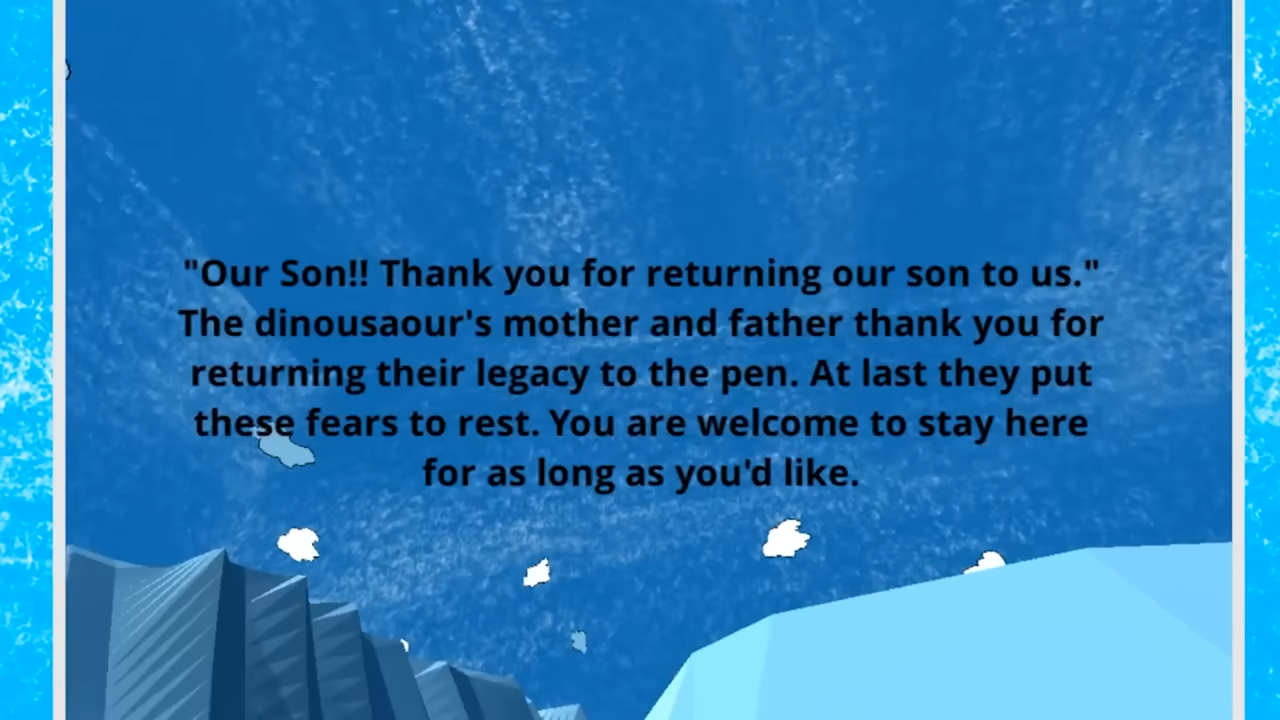 "Our Son!! Thank you for returning our son to us."
The dinousaour's mother and father thank you for
returning their legacy to the pen. At last they put
these fears to rest. You are welcome to stay here
for as long as you'd like.